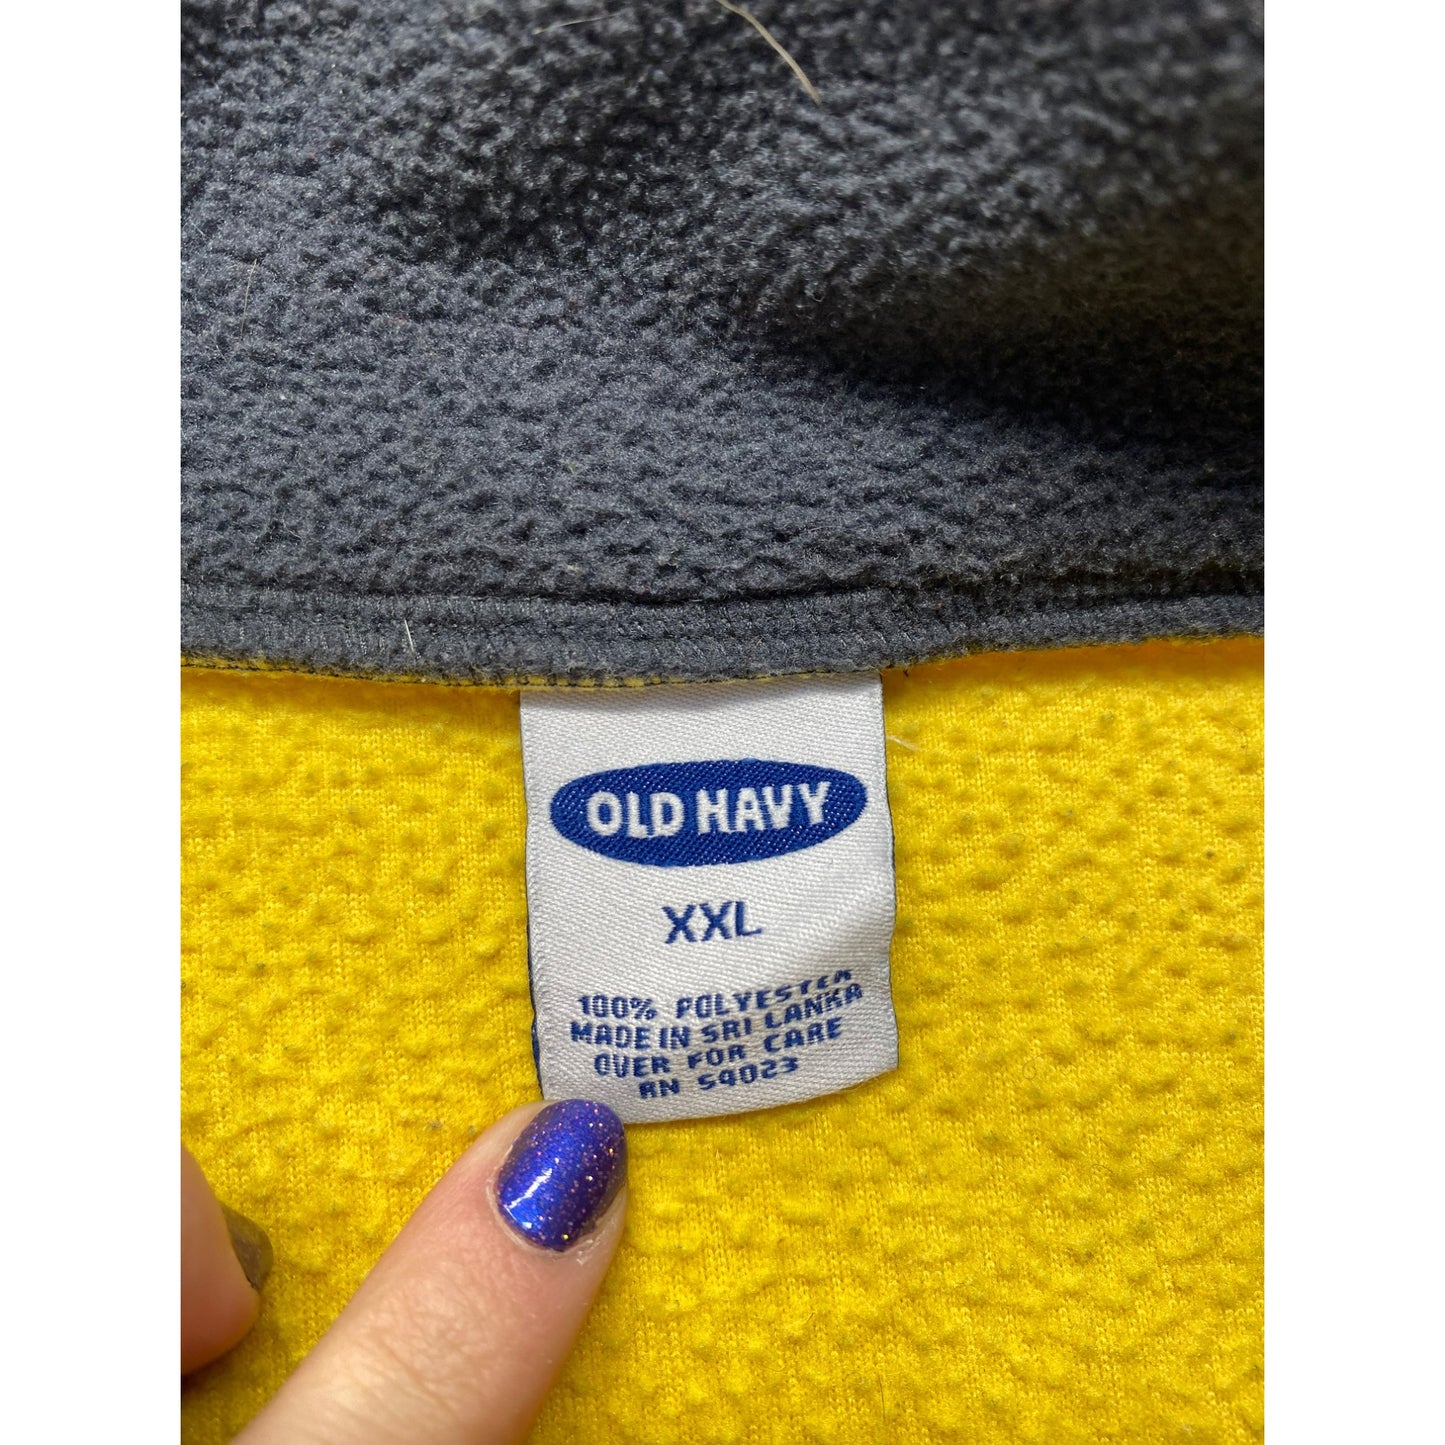 OLD NAVY
XXL
100% POLYESTER
MADE IN SRI LANKA
OVER FOR CARE
RN 54023